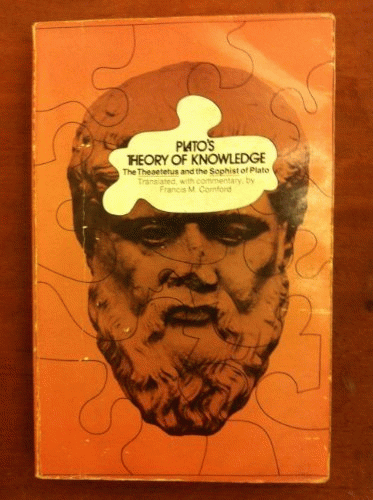 PLATO'S
THEORY OF KNOWLEDGE
The Theaetetus and the Sophist of Plato
Translated, with commentary, by
Francis M. Cornford